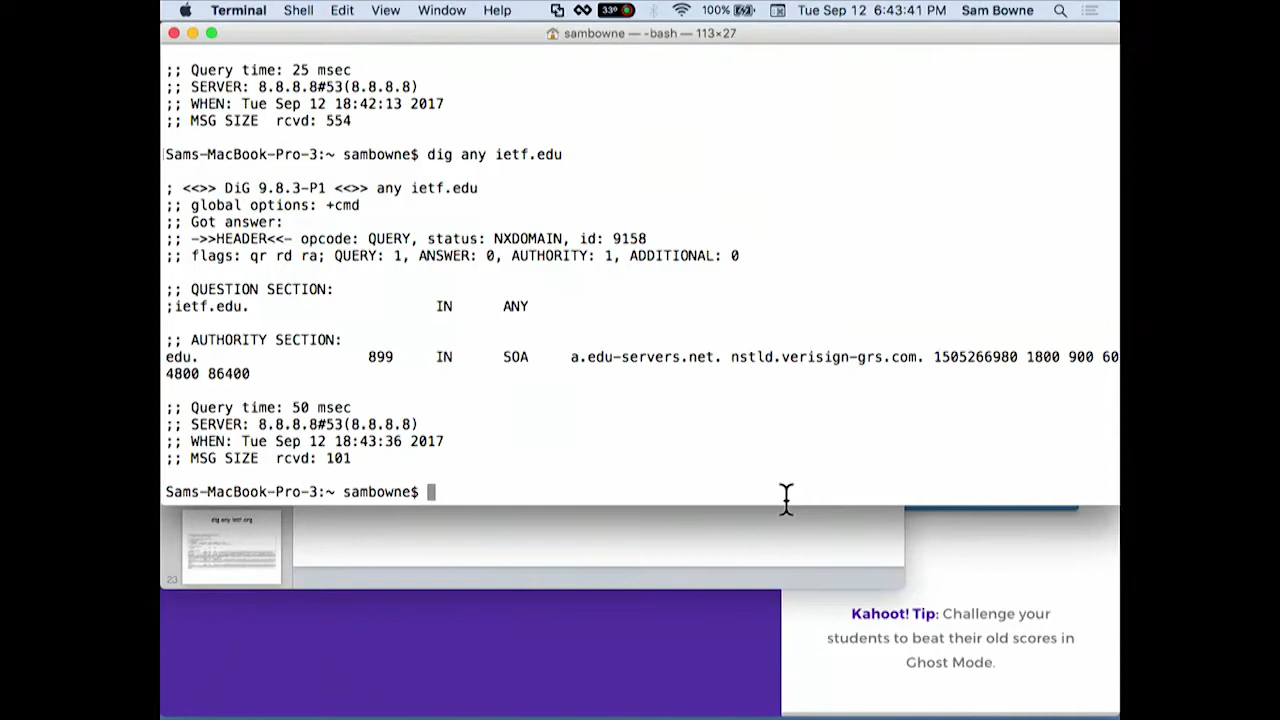 Terminal Shell Edit View Window Help 33° 100% Tue Sep 12 6:43:41 PM Sam Bowne
sambowne — -bash — 113×27
;; Query time: 25 msec
;; SERVER: 8.8.8.8#53(8.8.8.8)
;; WHEN: Tue Sep 12 18:42:13 2017
;; MSG SIZE  rcvd: 554
Sams-MacBook-Pro-3:~ sambowne$ dig any ietf.edu
; <<>> DiG 9.8.3-P1 <<>> any ietf.edu
;; global options: +cmd
;; Got answer:
;; ->>HEADER<<- opcode: QUERY, status: NXDOMAIN, id: 9158
;; flags: qr rd ra; QUERY: 1, ANSWER: 0, AUTHORITY: 1, ADDITIONAL: 0
;; QUESTION SECTION:
;ietf.edu. IN ANY
;; AUTHORITY SECTION:
edu. 899 IN SOA a.edu-servers.net. nstld.verisign-grs.com. 1505266980 1800 900 60
4800 86400
;; Query time: 50 msec
;; SERVER: 8.8.8.8#53(8.8.8.8)
;; WHEN: Tue Sep 12 18:43:36 2017
;; MSG SIZE  rcvd: 101
Sams-MacBook-Pro-3:~ sambowne$
dig any ietf.org
23
Kahoot! Tip: Challenge your
students to beat their old scores in
Ghost Mode.